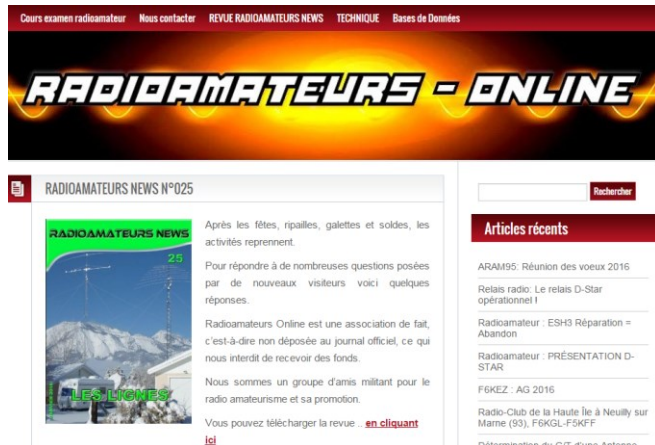 Cours examen radioamateur Nous contacter REVUE RADIOAMATEURS NEWS TECHNIQUE Bases de Données
RADIOAMATEURS - ONLINE
RADIOAMATEURS NEWS N°025
RADIOAMATEURS NEWS
25
LES LIGNES
Après les fêtes, ripailles, galettes et soldes, les
activités reprennent.
Pour répondre à de nombreuses questions posées
par de nouveaux visiteurs voici quelques
réponses.
Radioamateurs Online est une association de fait,
c'est-à-dire non déposée au journal officiel, ce qui
nous interdit de recevoir des fonds.
Nous sommes un groupe d'amis militant pour le
radio amateurisme et sa promotion.
Vous pouvez télécharger la revue .. en cliquant
ici
Rechercher
Articles récents
ARAM95: Réunion des voeux 2016
Relais radio: Le relais D-Star
opérationnel !
Radioamateur : ESH3 Réparation =
Abandon
Radioamateur : PRÉSENTATION D-
STAR
F6KEZ : AG 2016
Radio-Club de la Haute Île à Neuilly sur
Marne (93), F6KGL-F5KFF